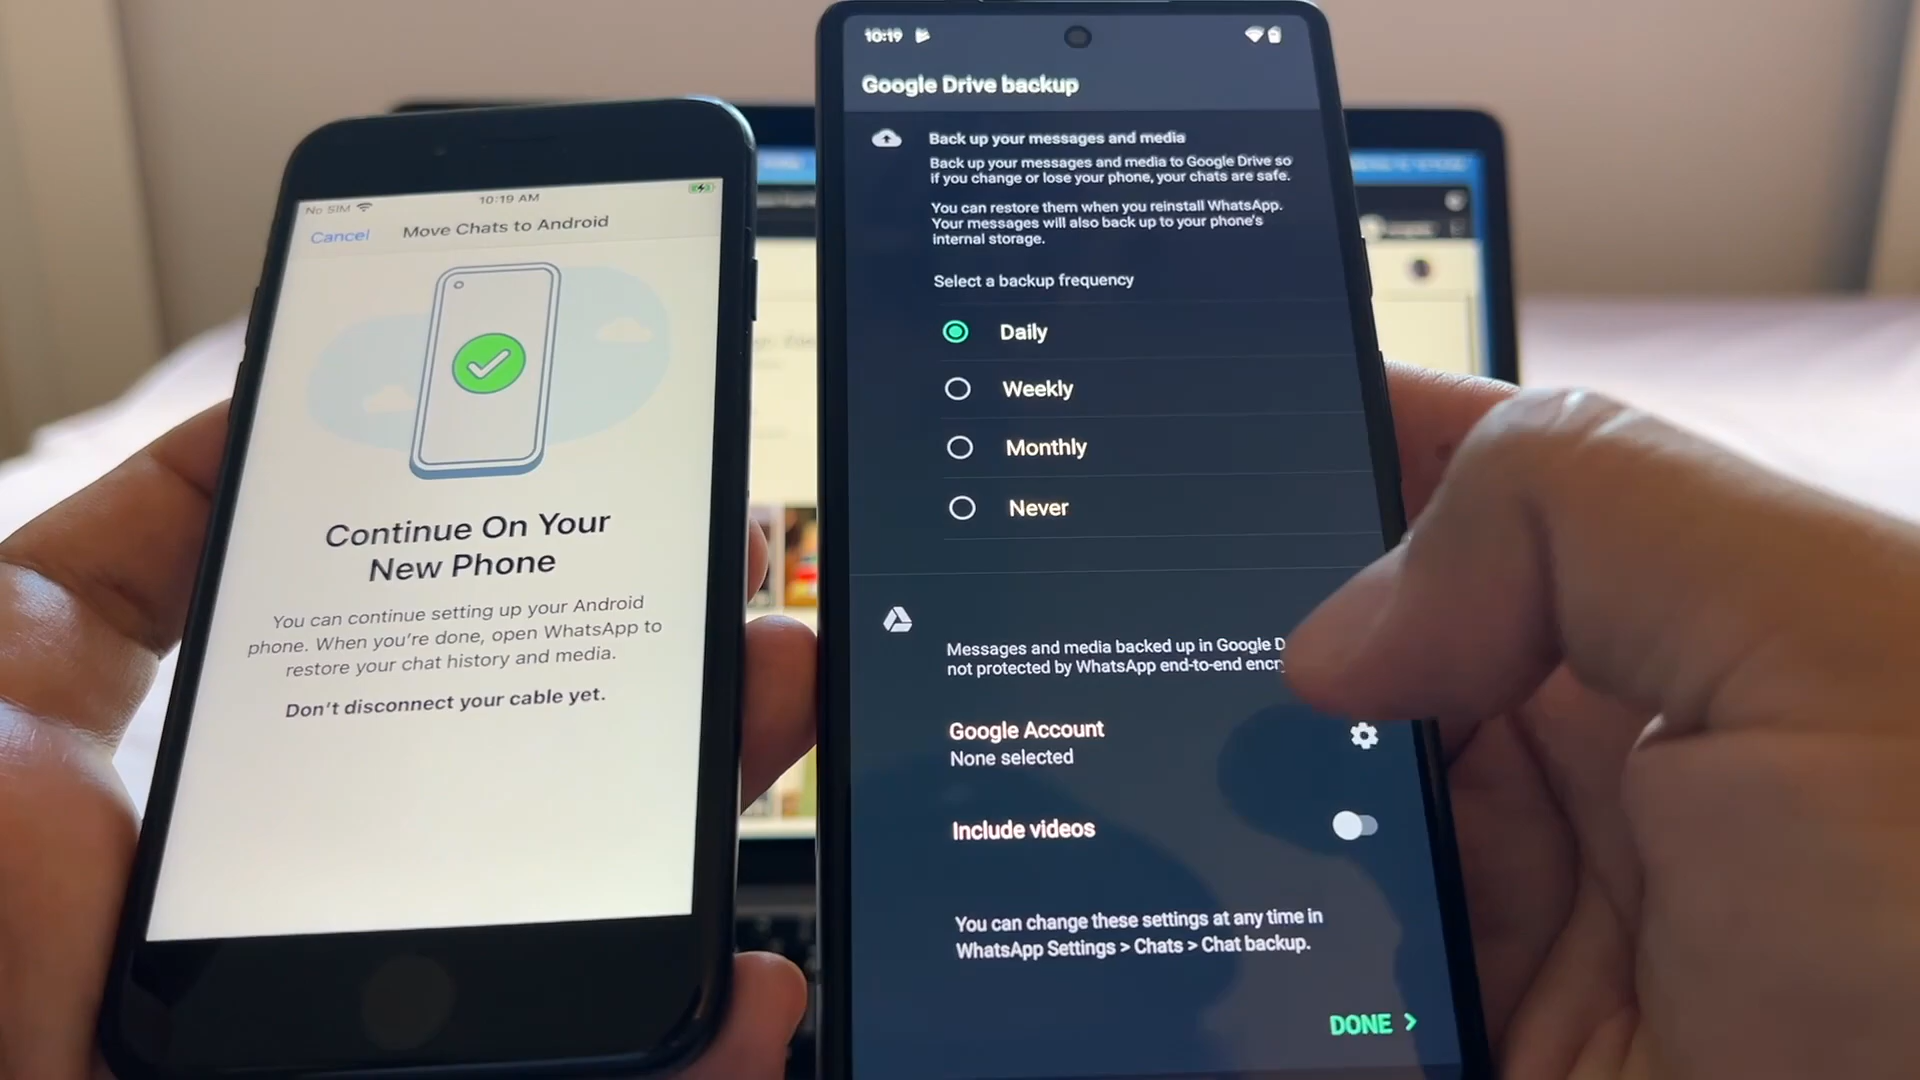 No SIM
10:19 AM
Cancel
Move Chats to Android
Continue On Your
New Phone
You can continue setting up your Android
phone. When you're done, open WhatsApp to
restore your chat history and media.
Don't disconnect your cable yet.
10:19
Google Drive backup
Back up your messages and media
Back up your messages and media to Google Drive so
if you change or lose your phone, your chats are safe.
You can restore them when you reinstall WhatsApp.
Your messages will also back up to your phone's
internal storage.
Select a backup frequency
Daily
Weekly
Monthly
Never
Messages and media backed up in Google D
not protected by WhatsApp end-to-end encr
Google Account
None selected
Include videos
You can change these settings at any time in
WhatsApp Settings > Chats > Chat backup.
DONE >